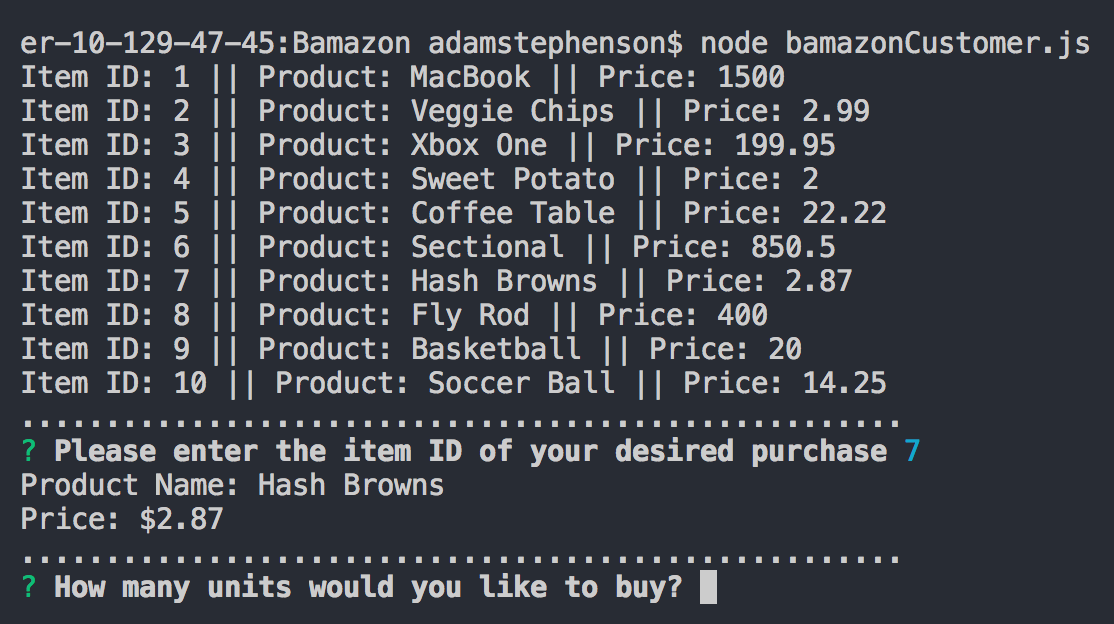 er-10-129-47-45:Bamazon adamstephenson$ node bamazonCustomer.js
Item ID: 1 || Product: MacBook || Price: 1500
Item ID: 2 || Product: Veggie Chips || Price: 2.99
Item ID: 3 || Product: Xbox One || Price: 199.95
Item ID: 4 || Product: Sweet Potato || Price: 2
Item ID: 5 || Product: Coffee Table || Price: 22.22
Item ID: 6 || Product: Sectional || Price: 850.5
Item ID: 7 || Product: Hash Browns || Price: 2.87
Item ID: 8 || Product: Fly Rod || Price: 400
Item ID: 9 || Product: Basketball || Price: 20
Item ID: 10 || Product: Soccer Ball || Price: 14.25
....................................................
? Please enter the item ID of your desired purchase 7
Product Name: Hash Browns
Price: $2.87
....................................................
? How many units would you like to buy?